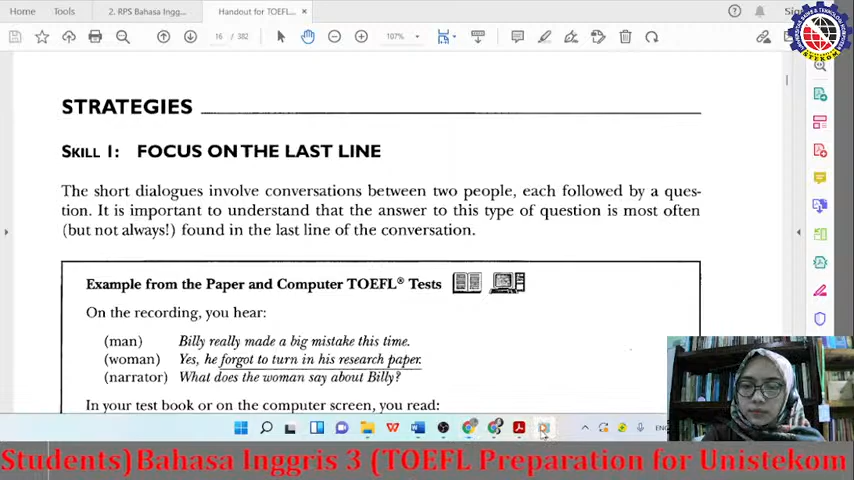 Home
Tools
2. RPS Bahasa Ingg...
Handout for TOEFL... ×
16 / 382
107%
STEKOM
STRATEGIES
SKILL 1: FOCUS ON THE LAST LINE
The short dialogues involve conversations between two people, each followed by a ques-
tion. It is important to understand that the answer to this type of question is most often
(but not always!) found in the last line of the conversation.
Example from the Paper and Computer TOEFL® Tests
On the recording, you hear:
(man) Billy really made a big mistake this time.
(woman) Yes, he forgot to turn in his research paper.
(narrator) What does the woman say about Billy?
In your test book or on the computer screen, you read:
Students) Bahasa Inggris 3 (TOEFL Preparation for Unistekom